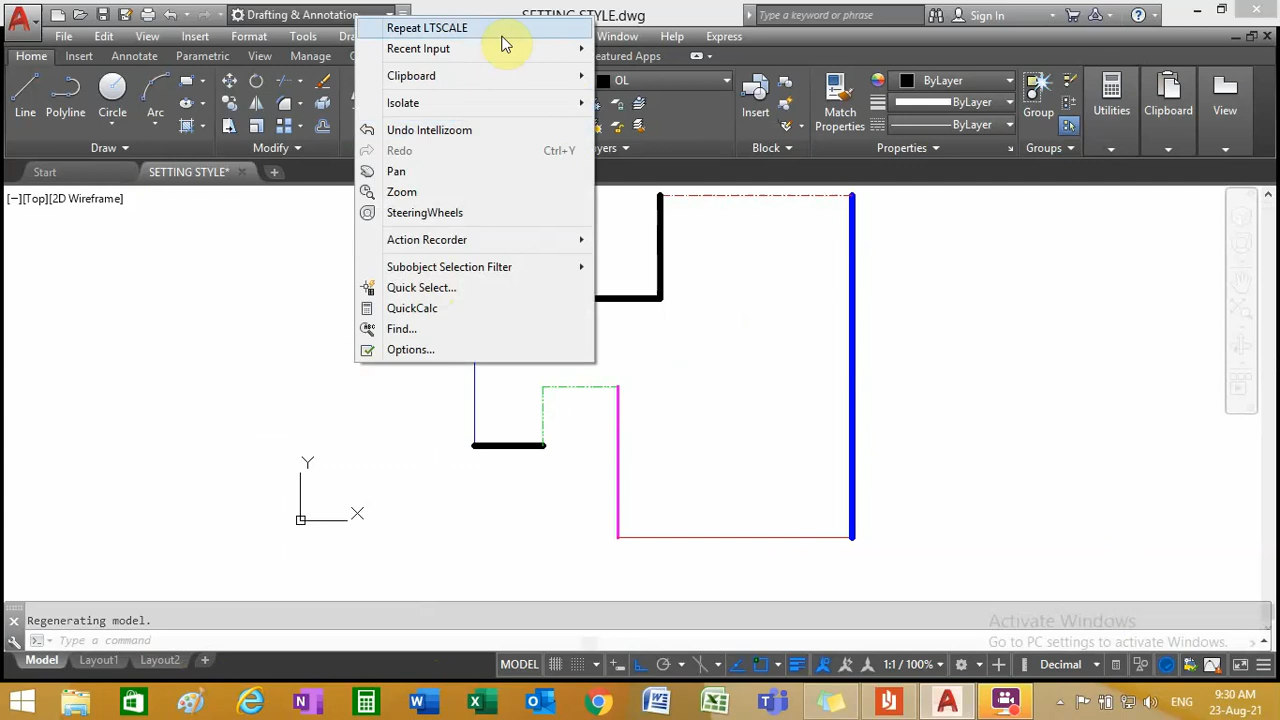 Drafting & Annotation
SETTING STYLE.dwg
Type a keyword or phrase
Sign In
File
Edit
View
Insert
Format
Tools
Window
Help
Express
Home
Insert
Annotate
Parametric
View
Manage
Featured Apps
Line
Polyline
Circle
Arc
Draw
Modify
OL
Insert
Block
Match
Properties
ByLayer
ByLayer
ByLayer
Properties
Group
Groups
Utilities
Clipboard
View
Start
SETTING STYLE*
[−][Top][2D Wireframe]
Repeat LTSCALE
Recent Input
Clipboard
Isolate
Undo Intellizoom
Redo
Ctrl+Y
Pan
Zoom
SteeringWheels
Action Recorder
Subobject Selection Filter
Quick Select...
QuickCalc
Find...
Options...
Y
X
Regenerating model.
Type a command
Activate Windows
Go to PC settings to activate Windows.
Model
Layout1
Layout2
MODEL
1:1 / 100%
Decimal
ENG
9:30 AM
23-Aug-21